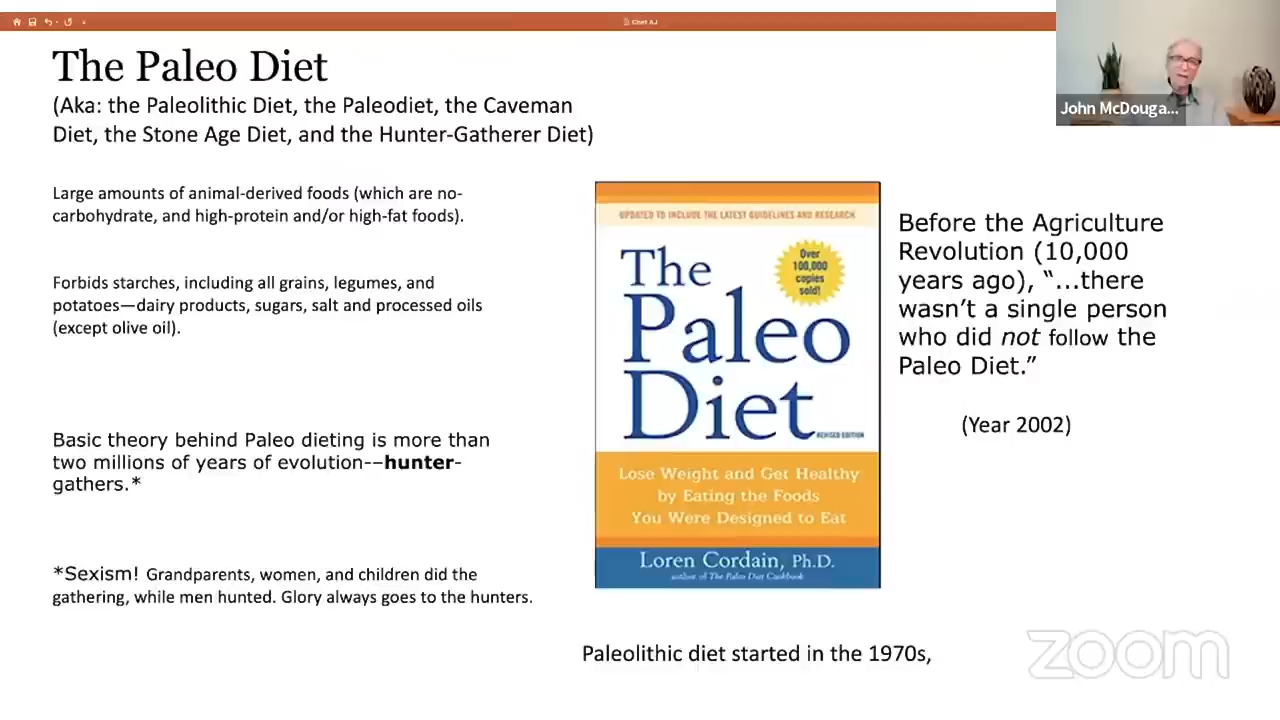 Chef AJ
John McDouga...
The Paleo Diet
(Aka: the Paleolithic Diet, the Paleodiet, the Caveman
Diet, the Stone Age Diet, and the Hunter-Gatherer Diet)
Large amounts of animal-derived foods (which are no-
carbohydrate, and high-protein and/or high-fat foods).
Forbids starches, including all grains, legumes, and
potatoes—dairy products, sugars, salt and processed oils
(except olive oil).
Basic theory behind Paleo dieting is more than
two millions of years of evolution-–hunter-
gathers.*
*Sexism! Grandparents, women, and children did the
gathering, while men hunted. Glory always goes to the hunters.
UPDATED TO INCLUDE THE LATEST GUIDELINES AND RESEARCH
The
Paleo
Diet
Over
100,000
copies
sold!
REVISED EDITION
Lose Weight and Get Healthy
by Eating the Foods
You Were Designed to Eat
Loren Cordain, Ph.D.
author of The Paleo Diet Cookbook
Before the Agriculture
Revolution (10,000
years ago), “...there
wasn’t a single person
who did not follow the
Paleo Diet.”
(Year 2002)
Paleolithic diet started in the 1970s,
zoom